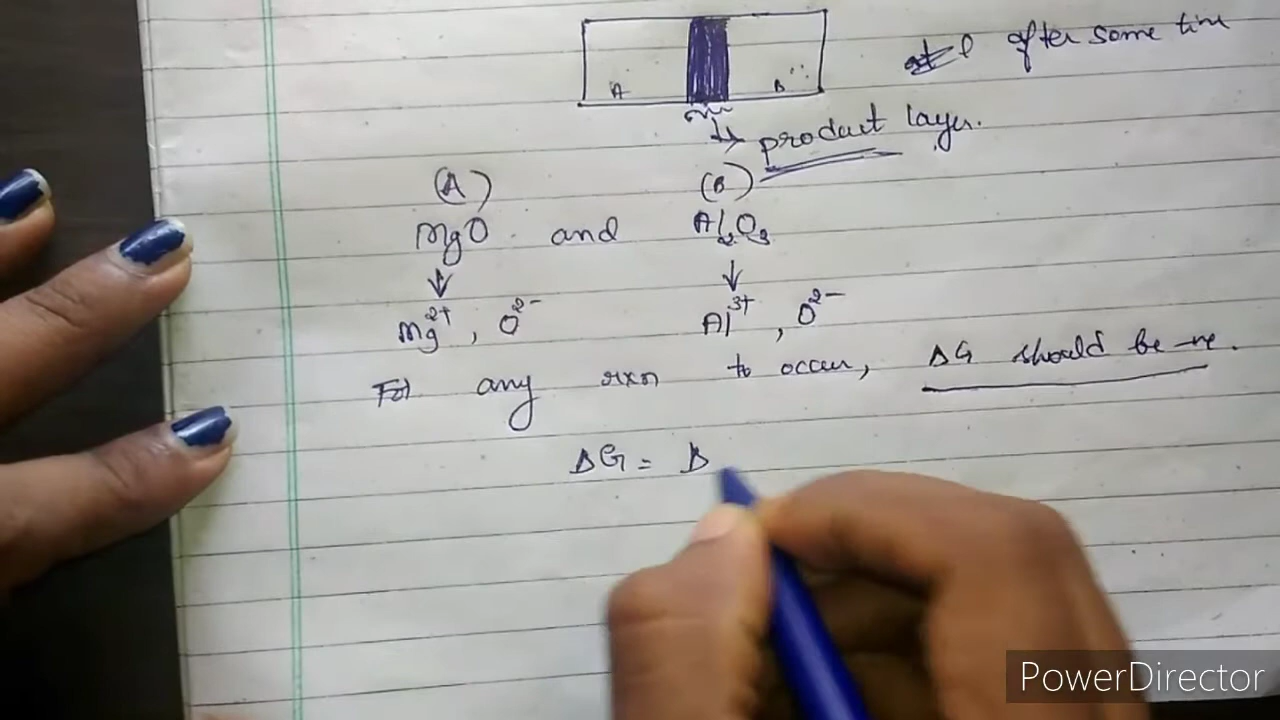 A B after some time
product layer.
(A) (B)
MgO and Al₂O₃
Mg²⁺, O²⁻ Al³⁺, O²⁻
For any rxn to occur, ΔG should be -ve.
ΔG = Δ
PowerDirector